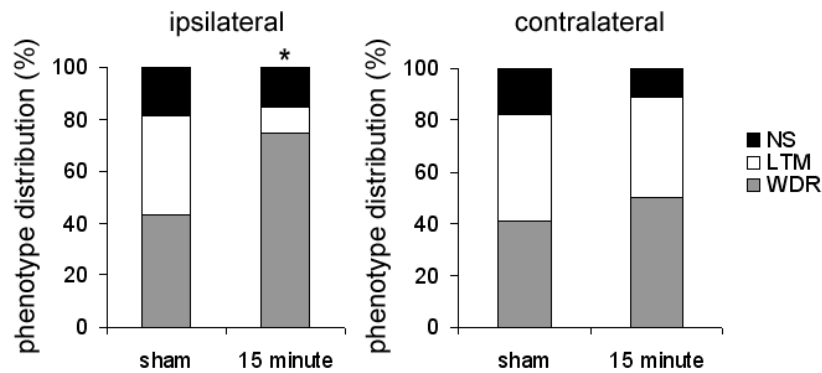 ipsilateral
phenotype distribution (%)
100
80
60
40
20
0
*
sham 15 minute
contralateral
phenotype distribution (%)
100
80
60
40
20
0
sham 15 minute
NS
LTM
WDR